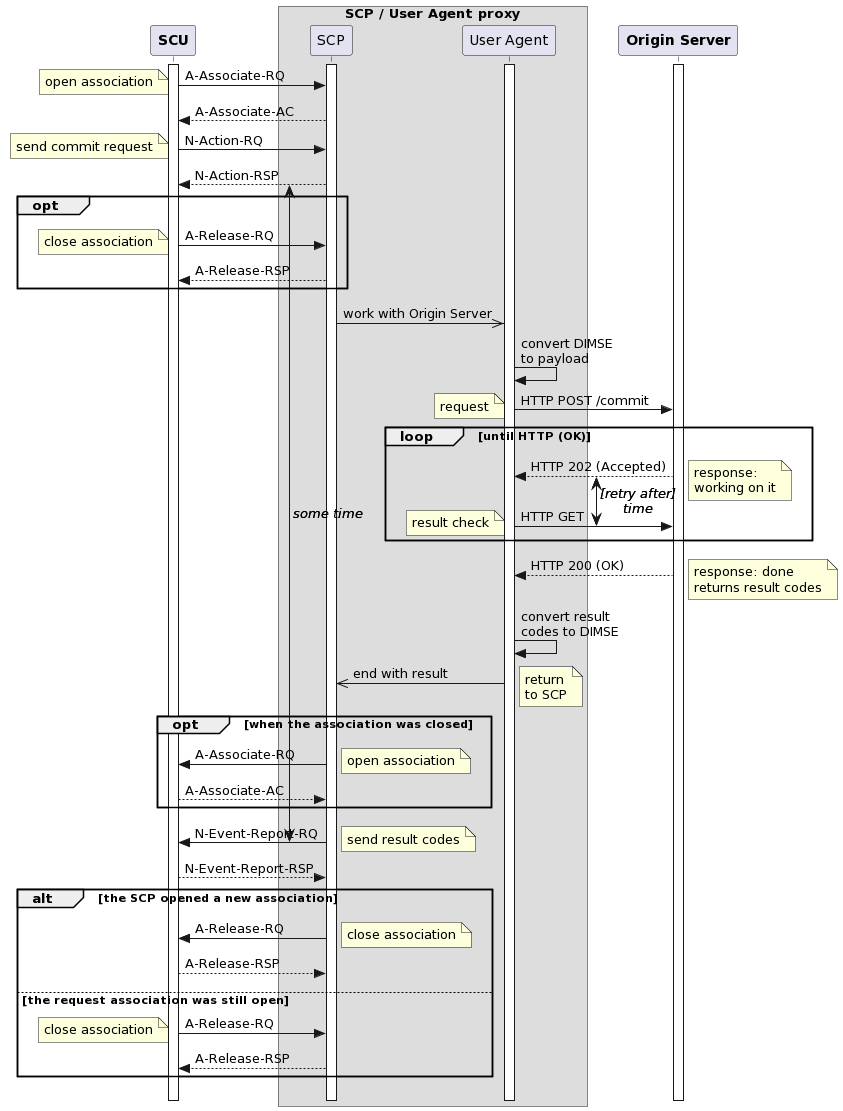 SCP / User Agent proxy
SCU
SCP
User Agent
Origin Server
open association
A-Associate-RQ
A-Associate-AC
send commit request
N-Action-RQ
N-Action-RSP
opt
close association
A-Release-RQ
A-Release-RSP
work with Origin Server
convert DIMSE
to payload
request
HTTP POST /commit
loop
[until HTTP (OK)]
HTTP 202 (Accepted)
response:
working on it
[retry after]
time
some time
result check
HTTP GET
HTTP 200 (OK)
response: done
returns result codes
convert result
codes to DIMSE
end with result
return
to SCP
opt
[when the association was closed]
A-Associate-RQ
open association
A-Associate-AC
N-Event-Report-RQ
send result codes
N-Event-Report-RSP
alt
[the SCP opened a new association]
A-Release-RQ
close association
A-Release-RSP
[the request association was still open]
close association
A-Release-RQ
A-Release-RSP